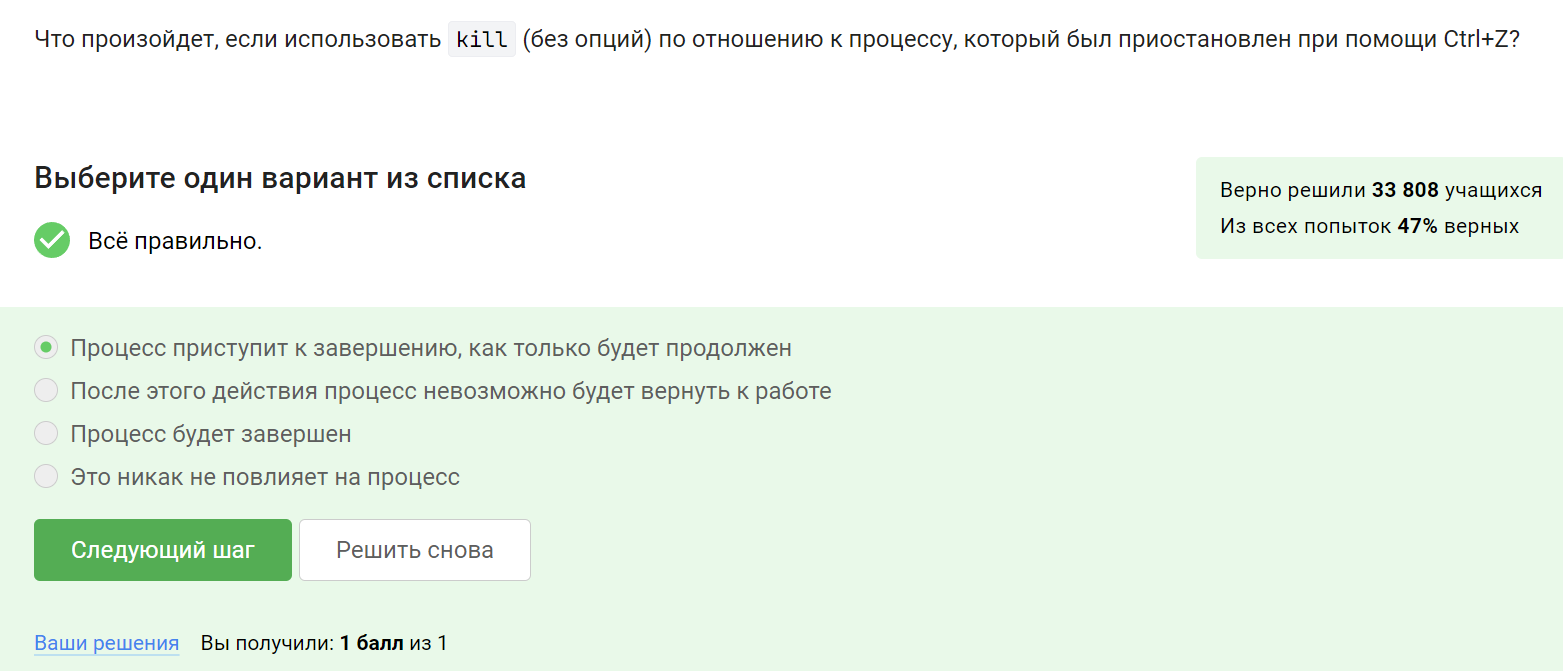 Что произойдет, если использовать kill (без опций) по отношению к процессу, который был приостановлен при помощи Ctrl+Z?
Выберите один вариант из списка
Всё правильно.
Верно решили 33 808 учащихся
Из всех попыток 47% верных
Процесс приступит к завершению, как только будет продолжен
После этого действия процесс невозможно будет вернуть к работе
Процесс будет завершен
Это никак не повлияет на процесс
Следующий шаг
Решить снова
Ваши решения Вы получили: 1 балл из 1